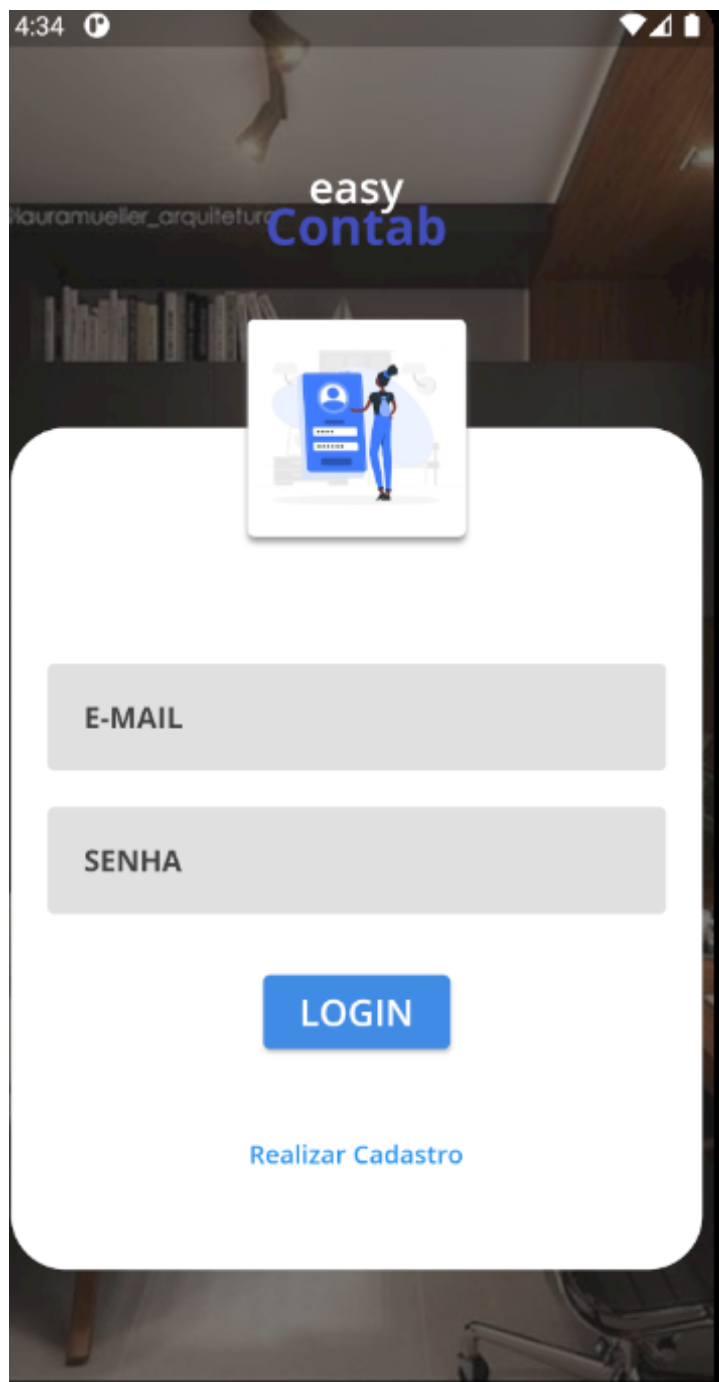 4:34
easy
@lauramueller_arquitetura
Contab
E-MAIL
SENHA
LOGIN
Realizar Cadastro